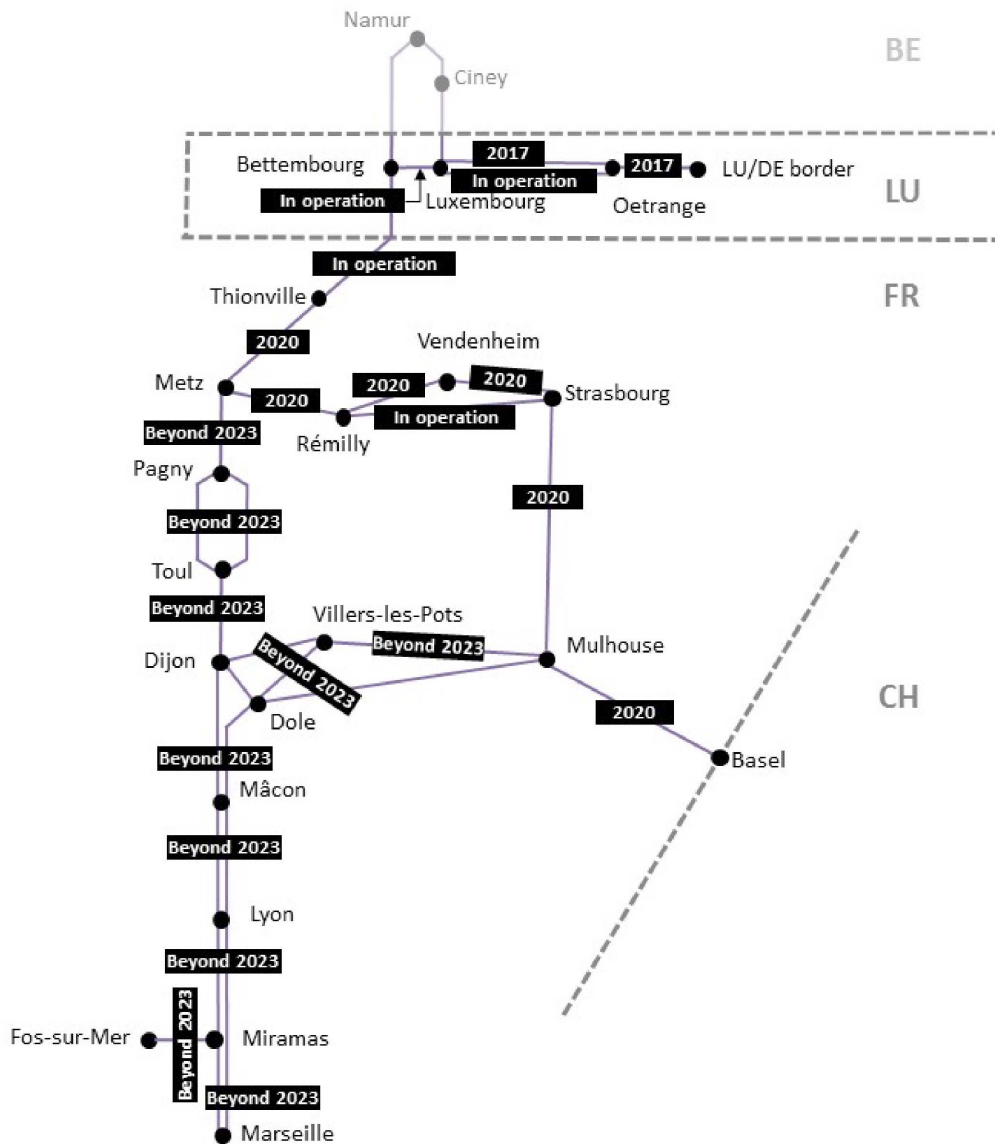 Namur
BE
Ciney
2017
Bettembourg
2017
LU/DE border
In operation
LU
In operation
Luxembourg
Oetrange
In operation
FR
Thionville
2020
Vendenheim
Metz
2020
2020
Strasbourg
2020
In operation
Beyond 2023
Rémilly
Pagny
2020
Beyond 2023
Toul
Beyond 2023
Villers-les-Pots
Beyond 2023
Mulhouse
Dijon
Beyond 2023
CH
Dole
2020
Beyond 2023
Basel
Mâcon
Beyond 2023
Lyon
Beyond 2023
Fos-sur-Mer
Beyond 2023
Miramas
Beyond 2023
Marseille